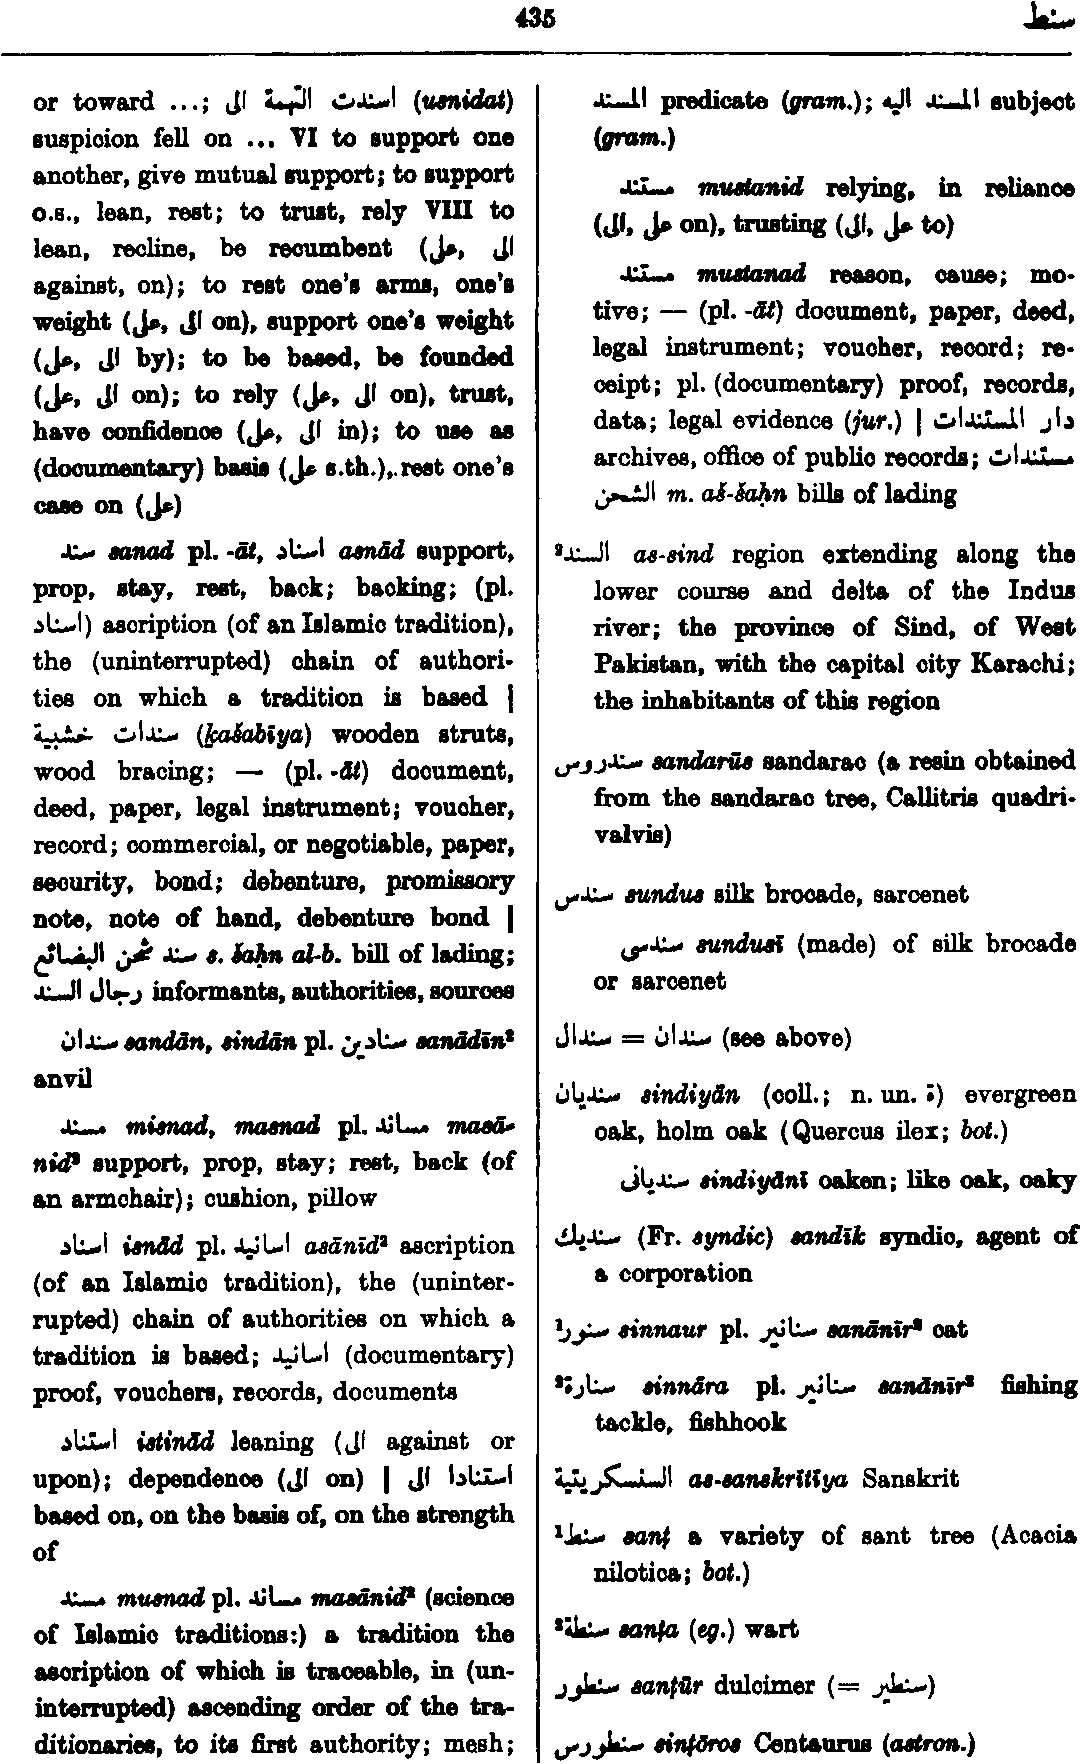 435
سنط
or toward ...; اسندت التهمة الى (usnidat)
suspicion fell on ... VI to support one
another, give mutual support; to support
o.s., lean, rest; to trust, rely VIII to
lean, recline, be recumbent (على, الى
against, on); to rest one's arms, one's
weight (على, الى on), support one's weight
(على, الى by); to be based, be founded
(على, الى on); to rely (على, الى on), trust,
have confidence (على, الى in); to use as
(documentary) basis (على s.th.), rest one's
case on (على)
سند sanad pl. -āt, اسناد asnād support,
prop, stay, rest, back; backing; (pl.
اسناد) ascription (of an Islamic tradition),
the (uninterrupted) chain of authori-
ties on which a tradition is based |
سندات خشبية (ḵašabīya) wooden struts,
wood bracing; — (pl. -āt) document,
deed, paper, legal instrument; voucher,
record; commercial, or negotiable, paper,
security, bond; debenture, promissory
note, note of hand, debenture bond |
سند شحن البضائع s. šaḥn al-b. bill of lading;
رجال السند informants, authorities, sources
سندان sandān, sindān pl. سنادين sanādīn²
anvil
مسند misnad, masnad pl. مساند masā-
nid² support, prop, stay; rest, back (of
an armchair); cushion, pillow
اسناد isnād pl. اسانيد asānīd² ascription
(of an Islamic tradition), the (uninter-
rupted) chain of authorities on which a
tradition is based; اسانيد (documentary)
proof, vouchers, records, documents
استناد istinād leaning (الى against or
upon); dependence (الى on) | استنادا الى
based on, on the basis of, on the strength
of
مسند musnad pl. مساند masānid² (science
of Islamic traditions:) a tradition the
ascription of which is traceable, in (un-
interrupted) ascending order of the tra-
ditionaries, to its first authority; mesh;
المسند predicate (gram.); المسند اليه subject
(gram.)
مستند mustanid relying, in reliance
(على, الى on), trusting (على, الى to)
مستند mustanad reason, cause; mo-
tive; — (pl. -āt) document, paper, deed,
legal instrument; voucher, record; re-
ceipt; pl. (documentary) proof, records,
data; legal evidence (jur.) | دار المستندات
archives, office of public records; مستندات
الشحن m. aš-šaḥn bills of lading
²السند as-sind region extending along the
lower course and delta of the Indus
river; the province of Sind, of West
Pakistan, with the capital city Karachi;
the inhabitants of this region
سندروس sandarūs sandarac (a resin obtained
from the sandarac tree, Callitris quadri-
valvis)
سندس sundus silk brocade, sarcenet
سندسى sundusī (made) of silk brocade
or sarcenet
سندال = سندان (see above)
سنديان sindiyān (coll.; n. un. ة) evergreen
oak, holm oak (Quercus ilex; bot.)
سنديانى sindiyānī oaken; like oak, oaky
سنديك (Fr. syndic) sandīk syndic, agent of
a corporation
¹سنور sinnaur pl. سنانير sanānīr² cat
²سنارة sinnāra pl. سنانير sanānīr² fishing
tackle, fishhook
السنسكريتية as-sanskrītīya Sanskrit
¹سنط sanṭ a variety of sant tree (Acacia
nilotica; bot.)
²سنطة sanṭa (eg.) wart
سنطور sanṭūr dulcimer (= سنطير)
سنطورس sinṭōros Centaurus (astron.)